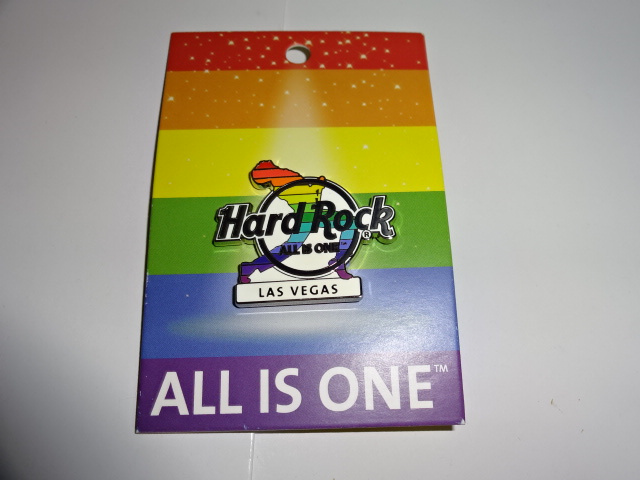 Hard Rock®
ALL IS ONE
LAS VEGAS
ALL IS ONE™